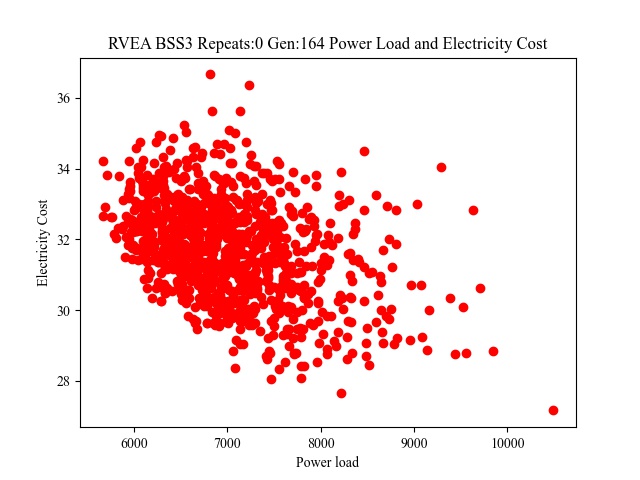 RVEA BSS3 Repeats:0 Gen:164 Power Load and Electricity Cost
36
34
32
30
28
Electricity Cost
6000 7000 8000 9000 10000
Power load